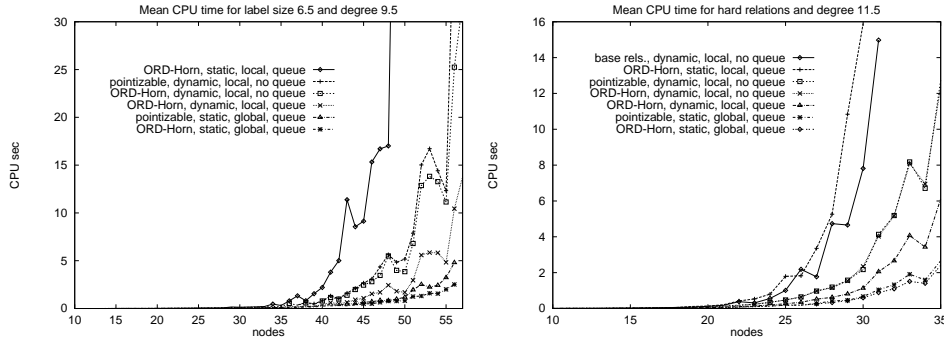 Mean CPU time for label size 6.5 and degree 9.5
30
25
20
15
10
5
0
CPU sec
ORD-Horn, static, local, queue
pointizable, dynamic, local, no queue
ORD-Horn, dynamic, local, no queue
ORD-Horn, dynamic, local, queue
pointizable, static, global, queue
ORD-Horn, static, global, queue
10 15 20 25 30 35 40 45 50 55
nodes
Mean CPU time for hard relations and degree 11.5
16
14
12
10
8
6
4
2
0
CPU sec
base rels., dynamic, local, no queue
ORD-Horn, static, local, queue
pointizable, dynamic, local, no queue
ORD-Horn, dynamic, local, no queue
ORD-Horn, dynamic, local, queue
pointizable, static, global, queue
ORD-Horn, static, global, queue
10 15 20 25 30 35
nodes